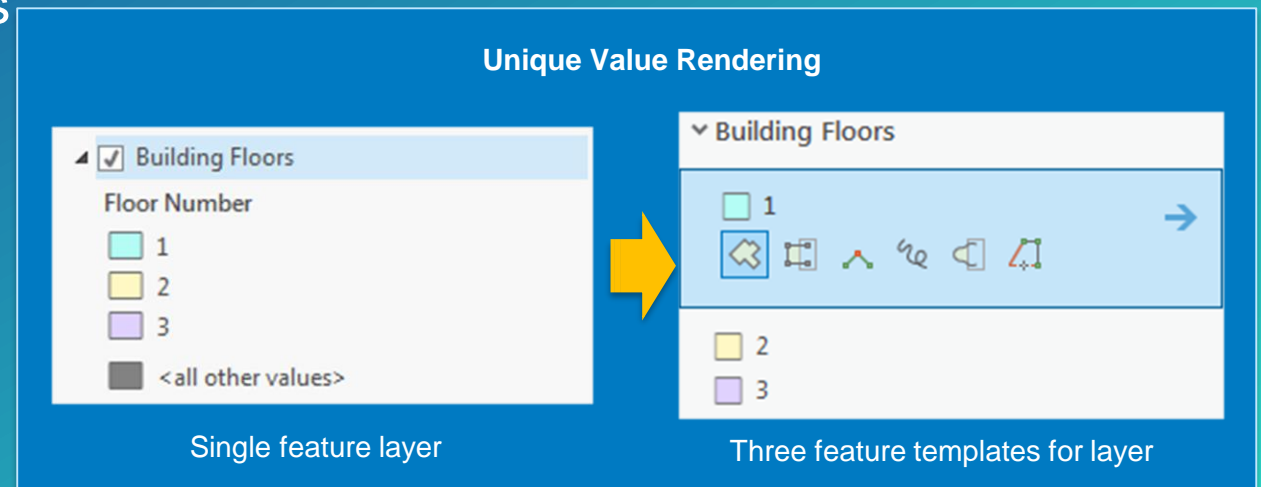 s
Unique Value Rendering
Building Floors
Floor Number
1
2
3
<all other values>
Single feature layer
Building Floors
1
2
3
Three feature templates for layer